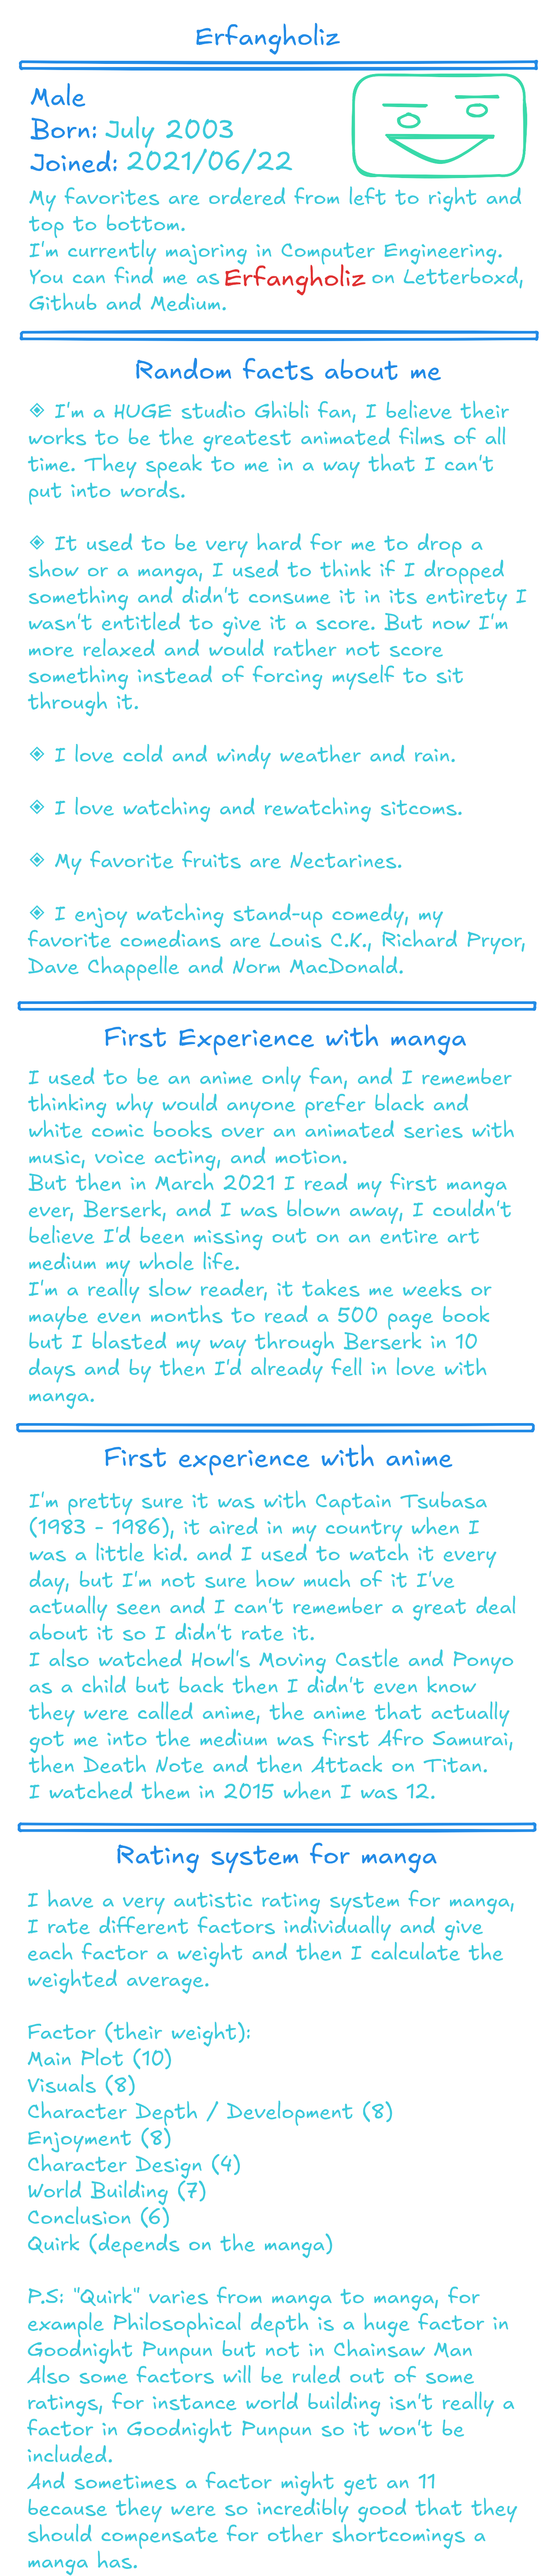 Erfangholiz
Male
Born: July 2003
Joined: 2021/06/22
My favorites are ordered from left to right and
top to bottom.
I'm currently majoring in Computer Engineering.
You can find me as Erfangholiz on Letterboxd,
Github and Medium.
Random facts about me
◈ I'm a HUGE studio Ghibli fan, I believe their
works to be the greatest animated films of all
time. They speak to me in a way that I can't
put into words.
◈ It used to be very hard for me to drop a
show or a manga, I used to think if I dropped
something and didn't consume it in its entirety I
wasn't entitled to give it a score. But now I'm
more relaxed and would rather not score
something instead of forcing myself to sit
through it.
◈ I love cold and windy weather and rain.
◈ I love watching and rewatching sitcoms.
◈ My favorite fruits are Nectarines.
◈ I enjoy watching stand-up comedy, my
favorite comedians are Louis C.K., Richard Pryor,
Dave Chappelle and Norm MacDonald.
First Experience with manga
I used to be an anime only fan, and I remember
thinking why would anyone prefer black and
white comic books over an animated series with
music, voice acting, and motion.
But then in March 2021 I read my first manga
ever, Berserk, and I was blown away, I couldn't
believe I'd been missing out on an entire art
medium my whole life.
I'm a really slow reader, it takes me weeks or
maybe even months to read a 500 page book
but I blasted my way through Berserk in 10
days and by then I'd already fell in love with
manga.
First experience with anime
I'm pretty sure it was with Captain Tsubasa
(1983 - 1986), it aired in my country when I
was a little kid. and I used to watch it every
day, but I'm not sure how much of it I've
actually seen and I can't remember a great deal
about it so I didn't rate it.
I also watched Howl's Moving Castle and Ponyo
as a child but back then I didn't even know
they were called anime, the anime that actually
got me into the medium was first Afro Samurai,
then Death Note and then Attack on Titan.
I watched them in 2015 when I was 12.
Rating system for manga
I have a very autistic rating system for manga,
I rate different factors individually and give
each factor a weight and then I calculate the
weighted average.
Factor (their weight):
Main Plot (10)
Visuals (8)
Character Depth / Development (8)
Enjoyment (8)
Character Design (4)
World Building (7)
Conclusion (6)
Quirk (depends on the manga)
P.S: "Quirk" varies from manga to manga, for
example Philosophical depth is a huge factor in
Goodnight Punpun but not in Chainsaw Man
Also some factors will be ruled out of some
ratings, for instance world building isn't really a
factor in Goodnight Punpun so it won't be
included.
And sometimes a factor might get an 11
because they were so incredibly good that they
should compensate for other shortcomings a
manga has.